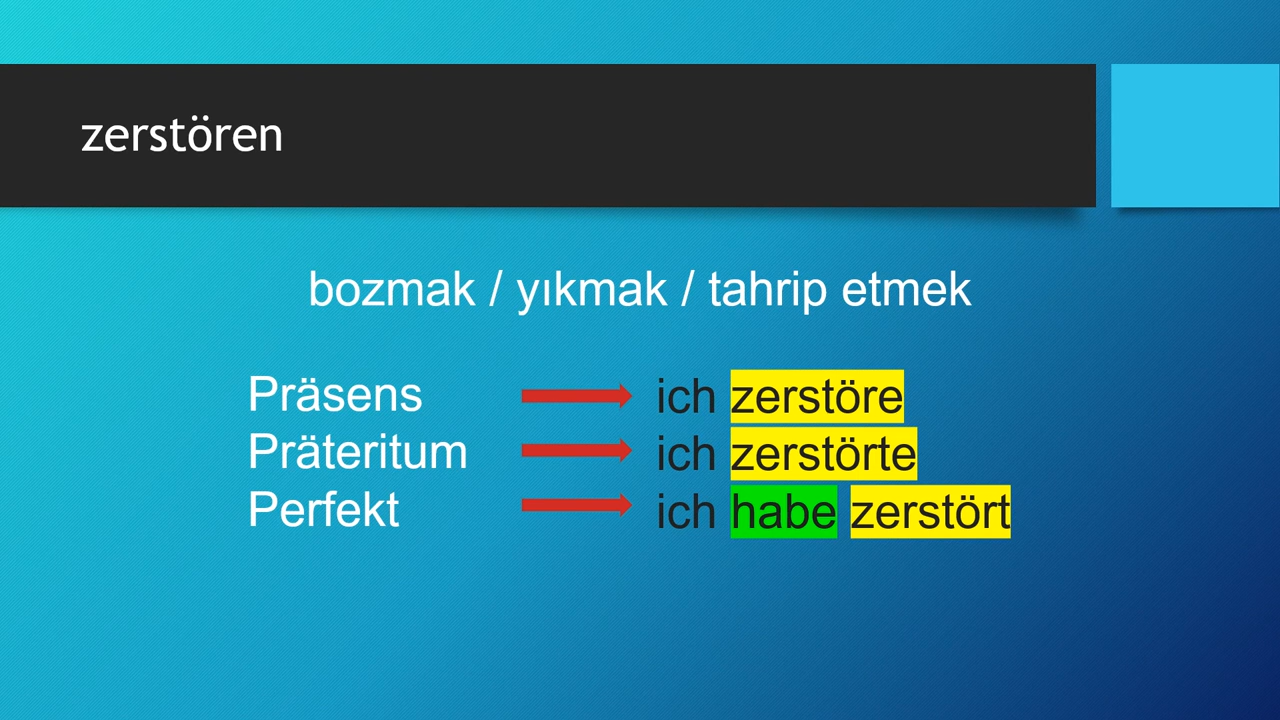 zerstören
bozmak / yıkmak / tahrip etmek
Präsens ich zerstöre
Präteritum ich zerstörte
Perfekt ich habe zerstört